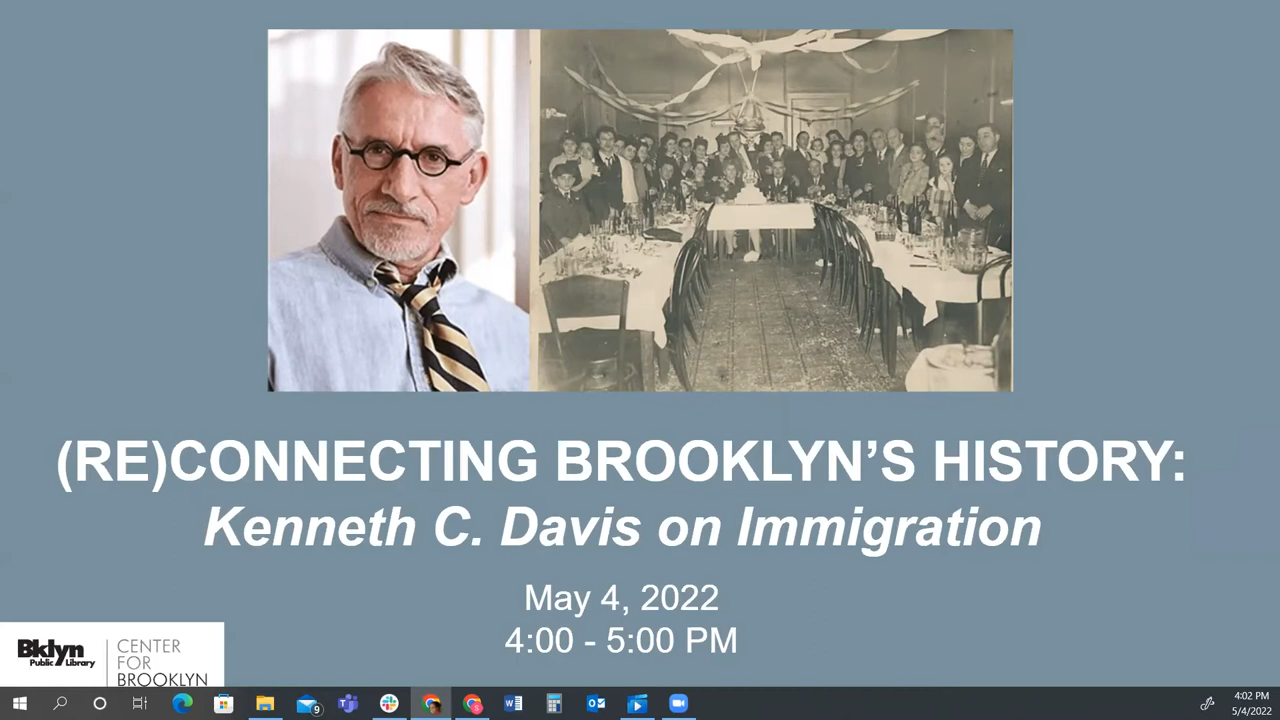 (RE)CONNECTING BROOKLYN'S HISTORY:
Kenneth C. Davis on Immigration
May 4, 2022
4:00 - 5:00 PM
Bklyn
Public Library
CENTER
FOR
BROOKLYN
9
4:02 PM
5/4/2022